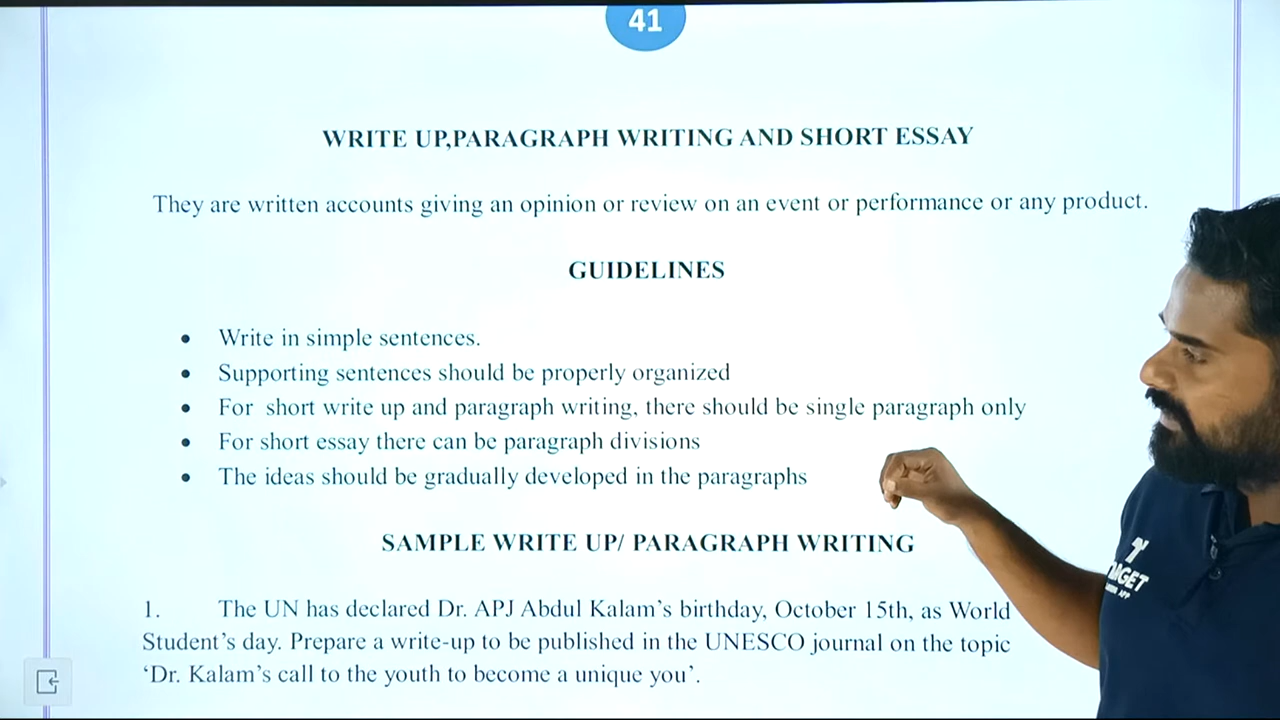 41
WRITE UP,PARAGRAPH WRITING AND SHORT ESSAY
They are written accounts giving an opinion or review on an event or performance or any product.
GUIDELINES
• Write in simple sentences.
• Supporting sentences should be properly organized
• For short write up and paragraph writing, there should be single paragraph only
• For short essay there can be paragraph divisions
• The ideas should be gradually developed in the paragraphs
SAMPLE WRITE UP/ PARAGRAPH WRITING
1. The UN has declared Dr. APJ Abdul Kalam’s birthday, October 15th, as World
Student’s day. Prepare a write-up to be published in the UNESCO journal on the topic
‘Dr. Kalam’s call to the youth to become a unique you’.